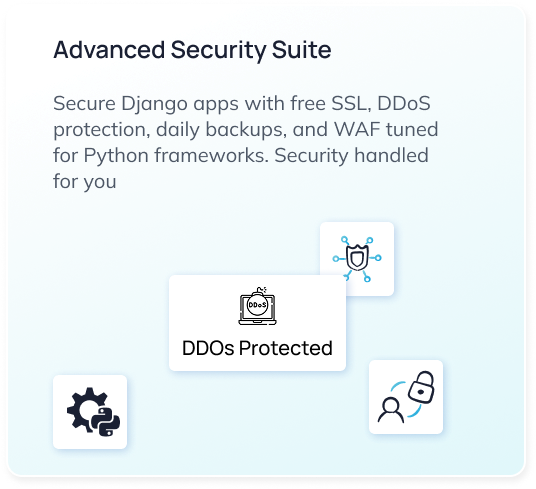 Advanced Security Suite
Secure Django apps with free SSL, DDoS
protection, daily backups, and WAF tuned
for Python frameworks. Security handled
for you
DDoS
DDOs Protected